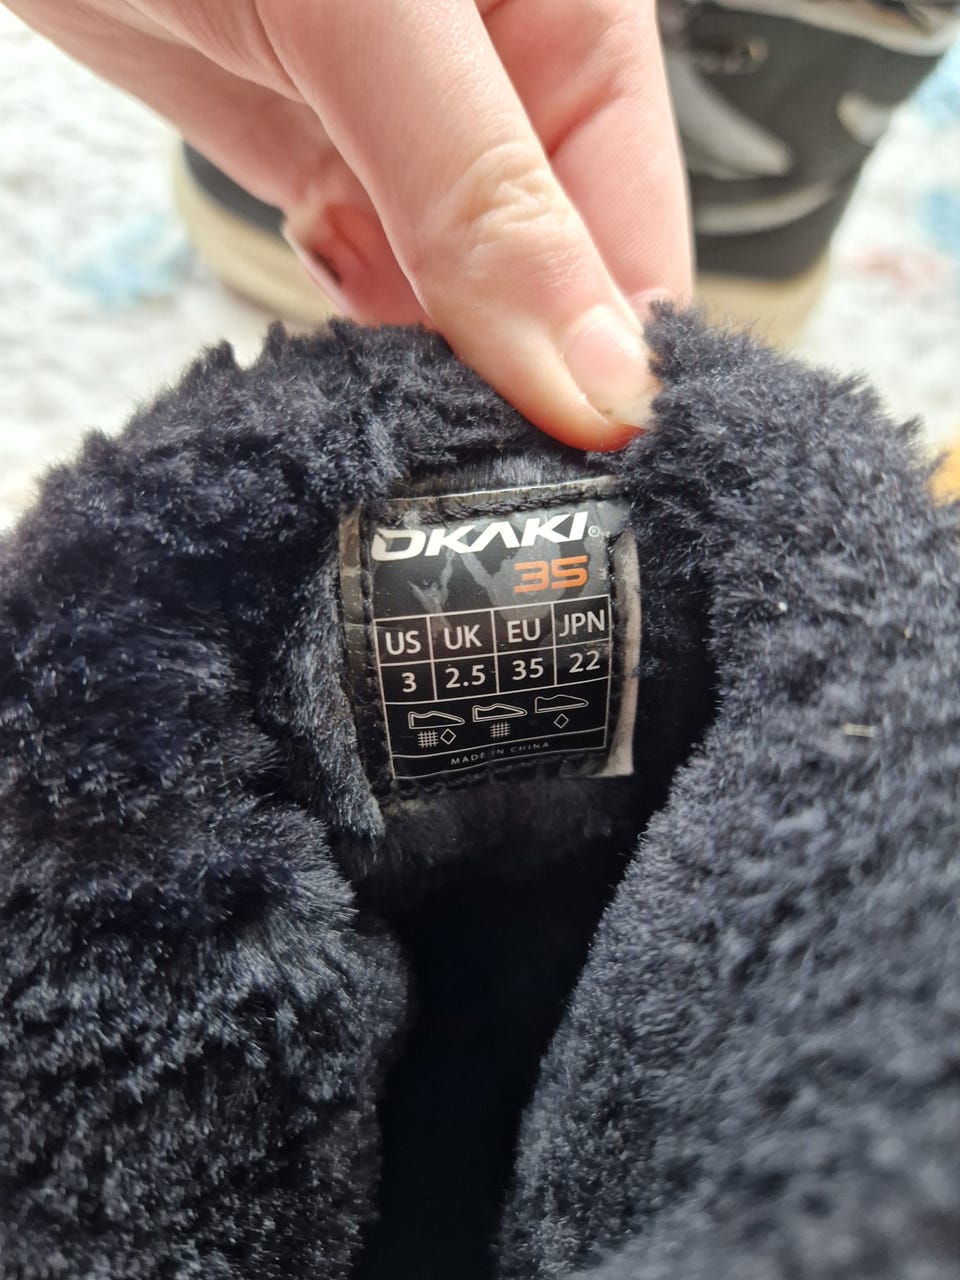 OKAKI®
35
US UK EU JPN
3 2.5 35 22
MADE IN CHINA